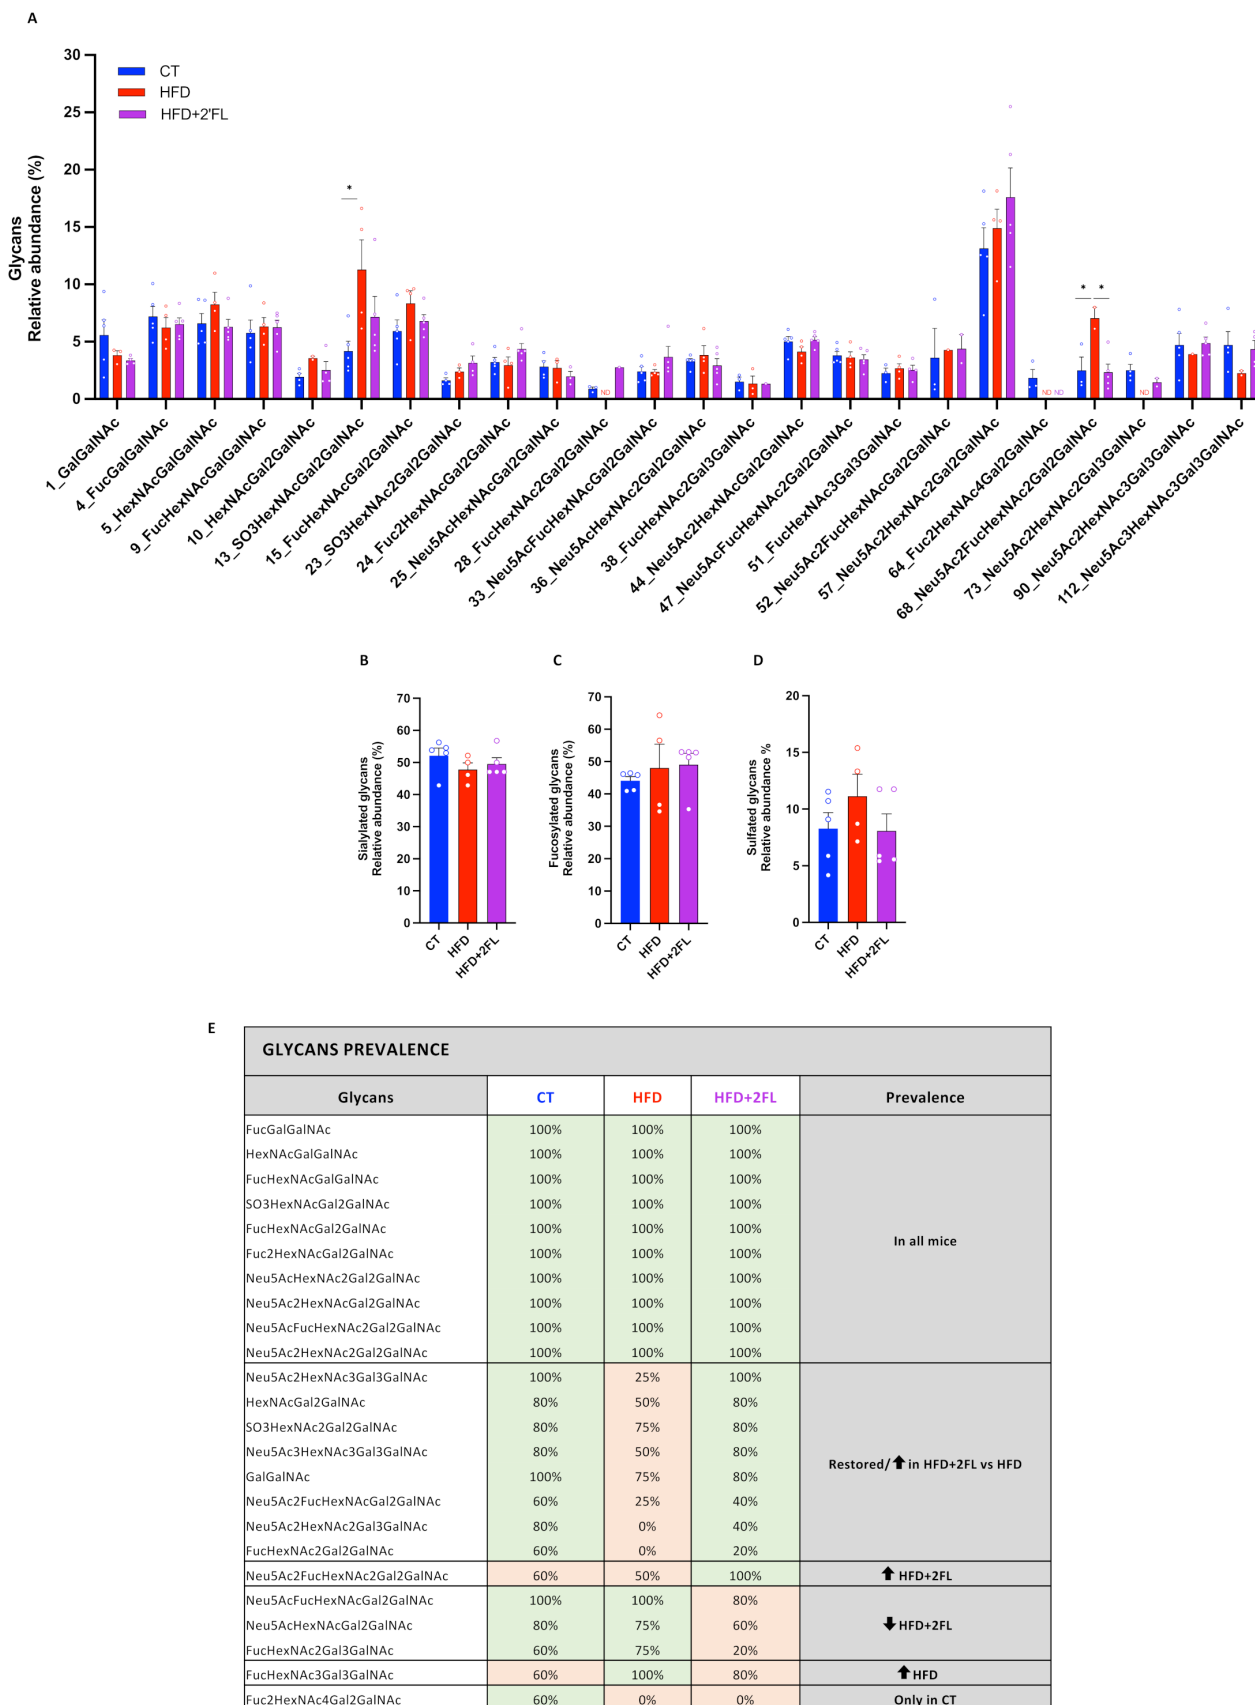 A
30
25
20
15
10
5
0
Glycans
Relative abundance (%)
CT
HFD
HFD+2'FL
*
ND
ND ND
* *
ND
1_GalGalNAc
4_FucGalGalNAc
5_HexNAcGalGalNAc
9_FucHexNAcGalGalNAc
10_HexNAcGal2GalNAc
13_SO3HexNAcGal2GalNAc
15_FucHexNAcGal2GalNAc
23_SO3HexNAc2Gal2GalNAc
24_Fuc2HexNAcGal2GalNAc
25_Neu5AcHexNAcGal2GalNAc
28_FucHexNAc2Gal2GalNAc
33_Neu5AcFucHexNAcGal2GalNAc
36_Neu5AcHexNAc2Gal2GalNAc
38_FucHexNAc2Gal3GalNAc
44_Neu5Ac2HexNAcGal2GalNAc
47_Neu5AcFucHexNAc2Gal2GalNAc
51_FucHexNAc3Gal3GalNAc
52_Neu5Ac2FucHexNAcGal2GalNAc
57_Neu5Ac2HexNAc2Gal2GalNAc
64_Fuc2HexNAc4Gal2GalNAc
68_Neu5Ac2FucHexNAc2Gal2GalNAc
73_Neu5Ac2HexNAc2Gal3GalNAc
90_Neu5Ac2HexNAc3Gal3GalNAc
112_Neu5Ac3HexNAc3Gal3GalNAc
B
70
60
50
40
30
20
10
0
Sialylated glycans
Relative abundance (%)
CT
HFD
HFD+2FL
C
70
60
50
40
30
20
10
0
Fucosylated glycans
Relative abundance (%)
CT
HFD
HFD+2FL
D
20
15
10
5
0
Sulfated glycans
Relative abundance %
CT
HFD
HFD+2FL
E
GLYCANS PREVALENCE
Glycans CT HFD HFD+2FL Prevalence
FucGalGalNAc 100% 100% 100%
HexNAcGalGalNAc 100% 100% 100%
FucHexNAcGalGalNAc 100% 100% 100%
SO3HexNAcGal2GalNAc 100% 100% 100%
FucHexNAcGal2GalNAc 100% 100% 100%
In all mice
Fuc2HexNAcGal2GalNAc 100% 100% 100%
Neu5AcHexNAc2Gal2GalNAc 100% 100% 100%
Neu5Ac2HexNAcGal2GalNAc 100% 100% 100%
Neu5AcFucHexNAc2Gal2GalNAc 100% 100% 100%
Neu5Ac2HexNAc2Gal2GalNAc 100% 100% 100%
Neu5Ac2HexNAc3Gal3GalNAc 100% 25% 100%
HexNAcGal2GalNAc 80% 50% 80%
SO3HexNAc2Gal2GalNAc 80% 75% 80%
Neu5Ac3HexNAc3Gal3GalNAc 80% 50% 80%
Restored/⬆ in HFD+2FL vs HFD
GalGalNAc 100% 75% 80%
Neu5Ac2FucHexNAcGal2GalNAc 60% 25% 40%
Neu5Ac2HexNAc2Gal3GalNAc 80% 0% 40%
FucHexNAc2Gal2GalNAc 60% 0% 20%
Neu5Ac2FucHexNAc2Gal2GalNAc 60% 50% 100% ⬆ HFD+2FL
Neu5AcFucHexNAcGal2GalNAc 100% 100% 80%
Neu5AcHexNAcGal2GalNAc 80% 75% 60% ⬇ HFD+2FL
FucHexNAc2Gal3GalNAc 60% 75% 20%
FucHexNAc3Gal3GalNAc 60% 100% 80% ⬆ HFD
Fuc2HexNAc4Gal2GalNAc 60% 0% 0% Only in CT